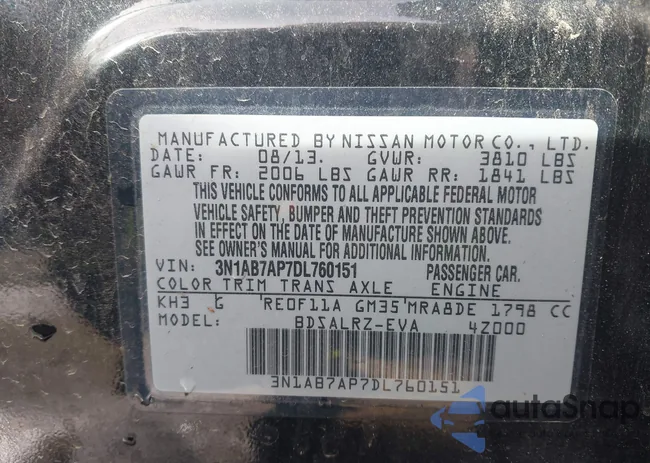 MANUFACTURED BY NISSAN MOTOR CO., LTD.
DATE: 08/13. GVWR: 3810 LBS
GAWR FR: 2006 LBS GAWR RR: 1841 LBS
THIS VEHICLE CONFORMS TO ALL APPLICABLE FEDERAL MOTOR
VEHICLE SAFETY, BUMPER AND THEFT PREVENTION STANDARDS
IN EFFECT ON THE DATE OF MANUFACTURE SHOWN ABOVE.
SEE OWNER'S MANUAL FOR ADDITIONAL INFORMATION.
VIN: 3N1AB7AP7DL760151 PASSENGER CAR.
COLOR TRIM TRANS AXLE ENGINE
KH3 G RE0F11A GM35 MRA8DE 1798 CC
MODEL: BDSALRZ-EVA 4Z000
3N1AB7AP7DL760151
autoSnap